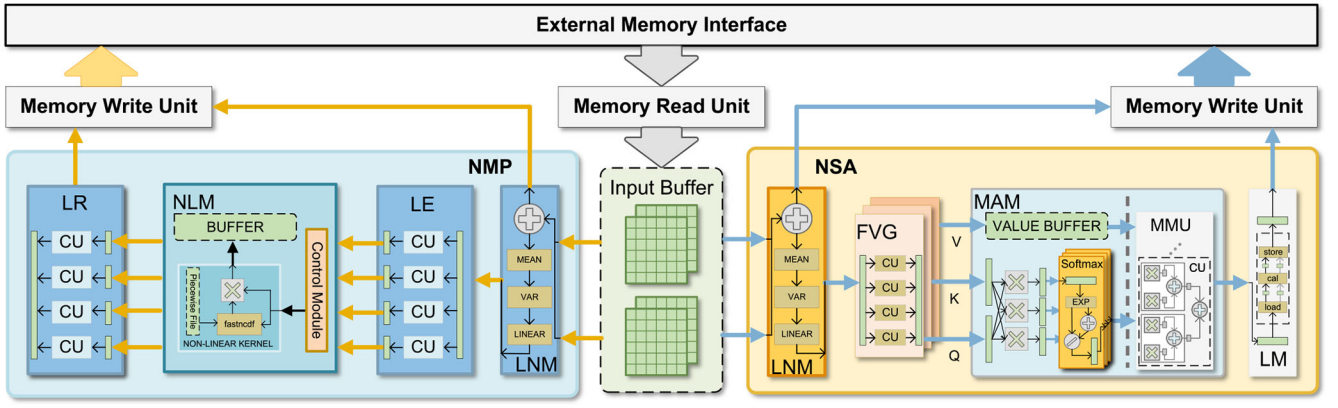 External Memory Interface
Memory Write Unit
Memory Read Unit
Memory Write Unit
NMP
LR
CU
CU
CU
CU
NLM
BUFFER
Piecewise File
fastncdf
NON-LINEAR KERNEL
Control Module
LE
CU
CU
CU
CU
MEAN
VAR
LINEAR
LNM
Input Buffer
NSA
MEAN
VAR
LINEAR
LNM
FVG
CU
CU
CU
CU
V
K
Q
MAM
VALUE BUFFER
Softmax
EXP
MMU
CU
store
cal
load
LM